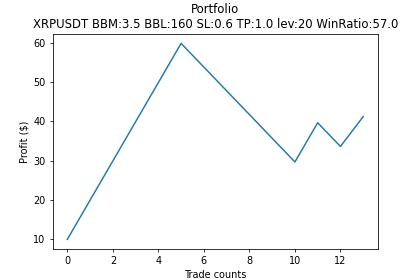 Portfolio
XRPUSDT BBM:3.5 BBL:160 SL:0.6 TP:1.0 lev:20 WinRatio:57.0
60
50
40
30
20
10
Profit ($)
0 2 4 6 8 10 12
Trade counts